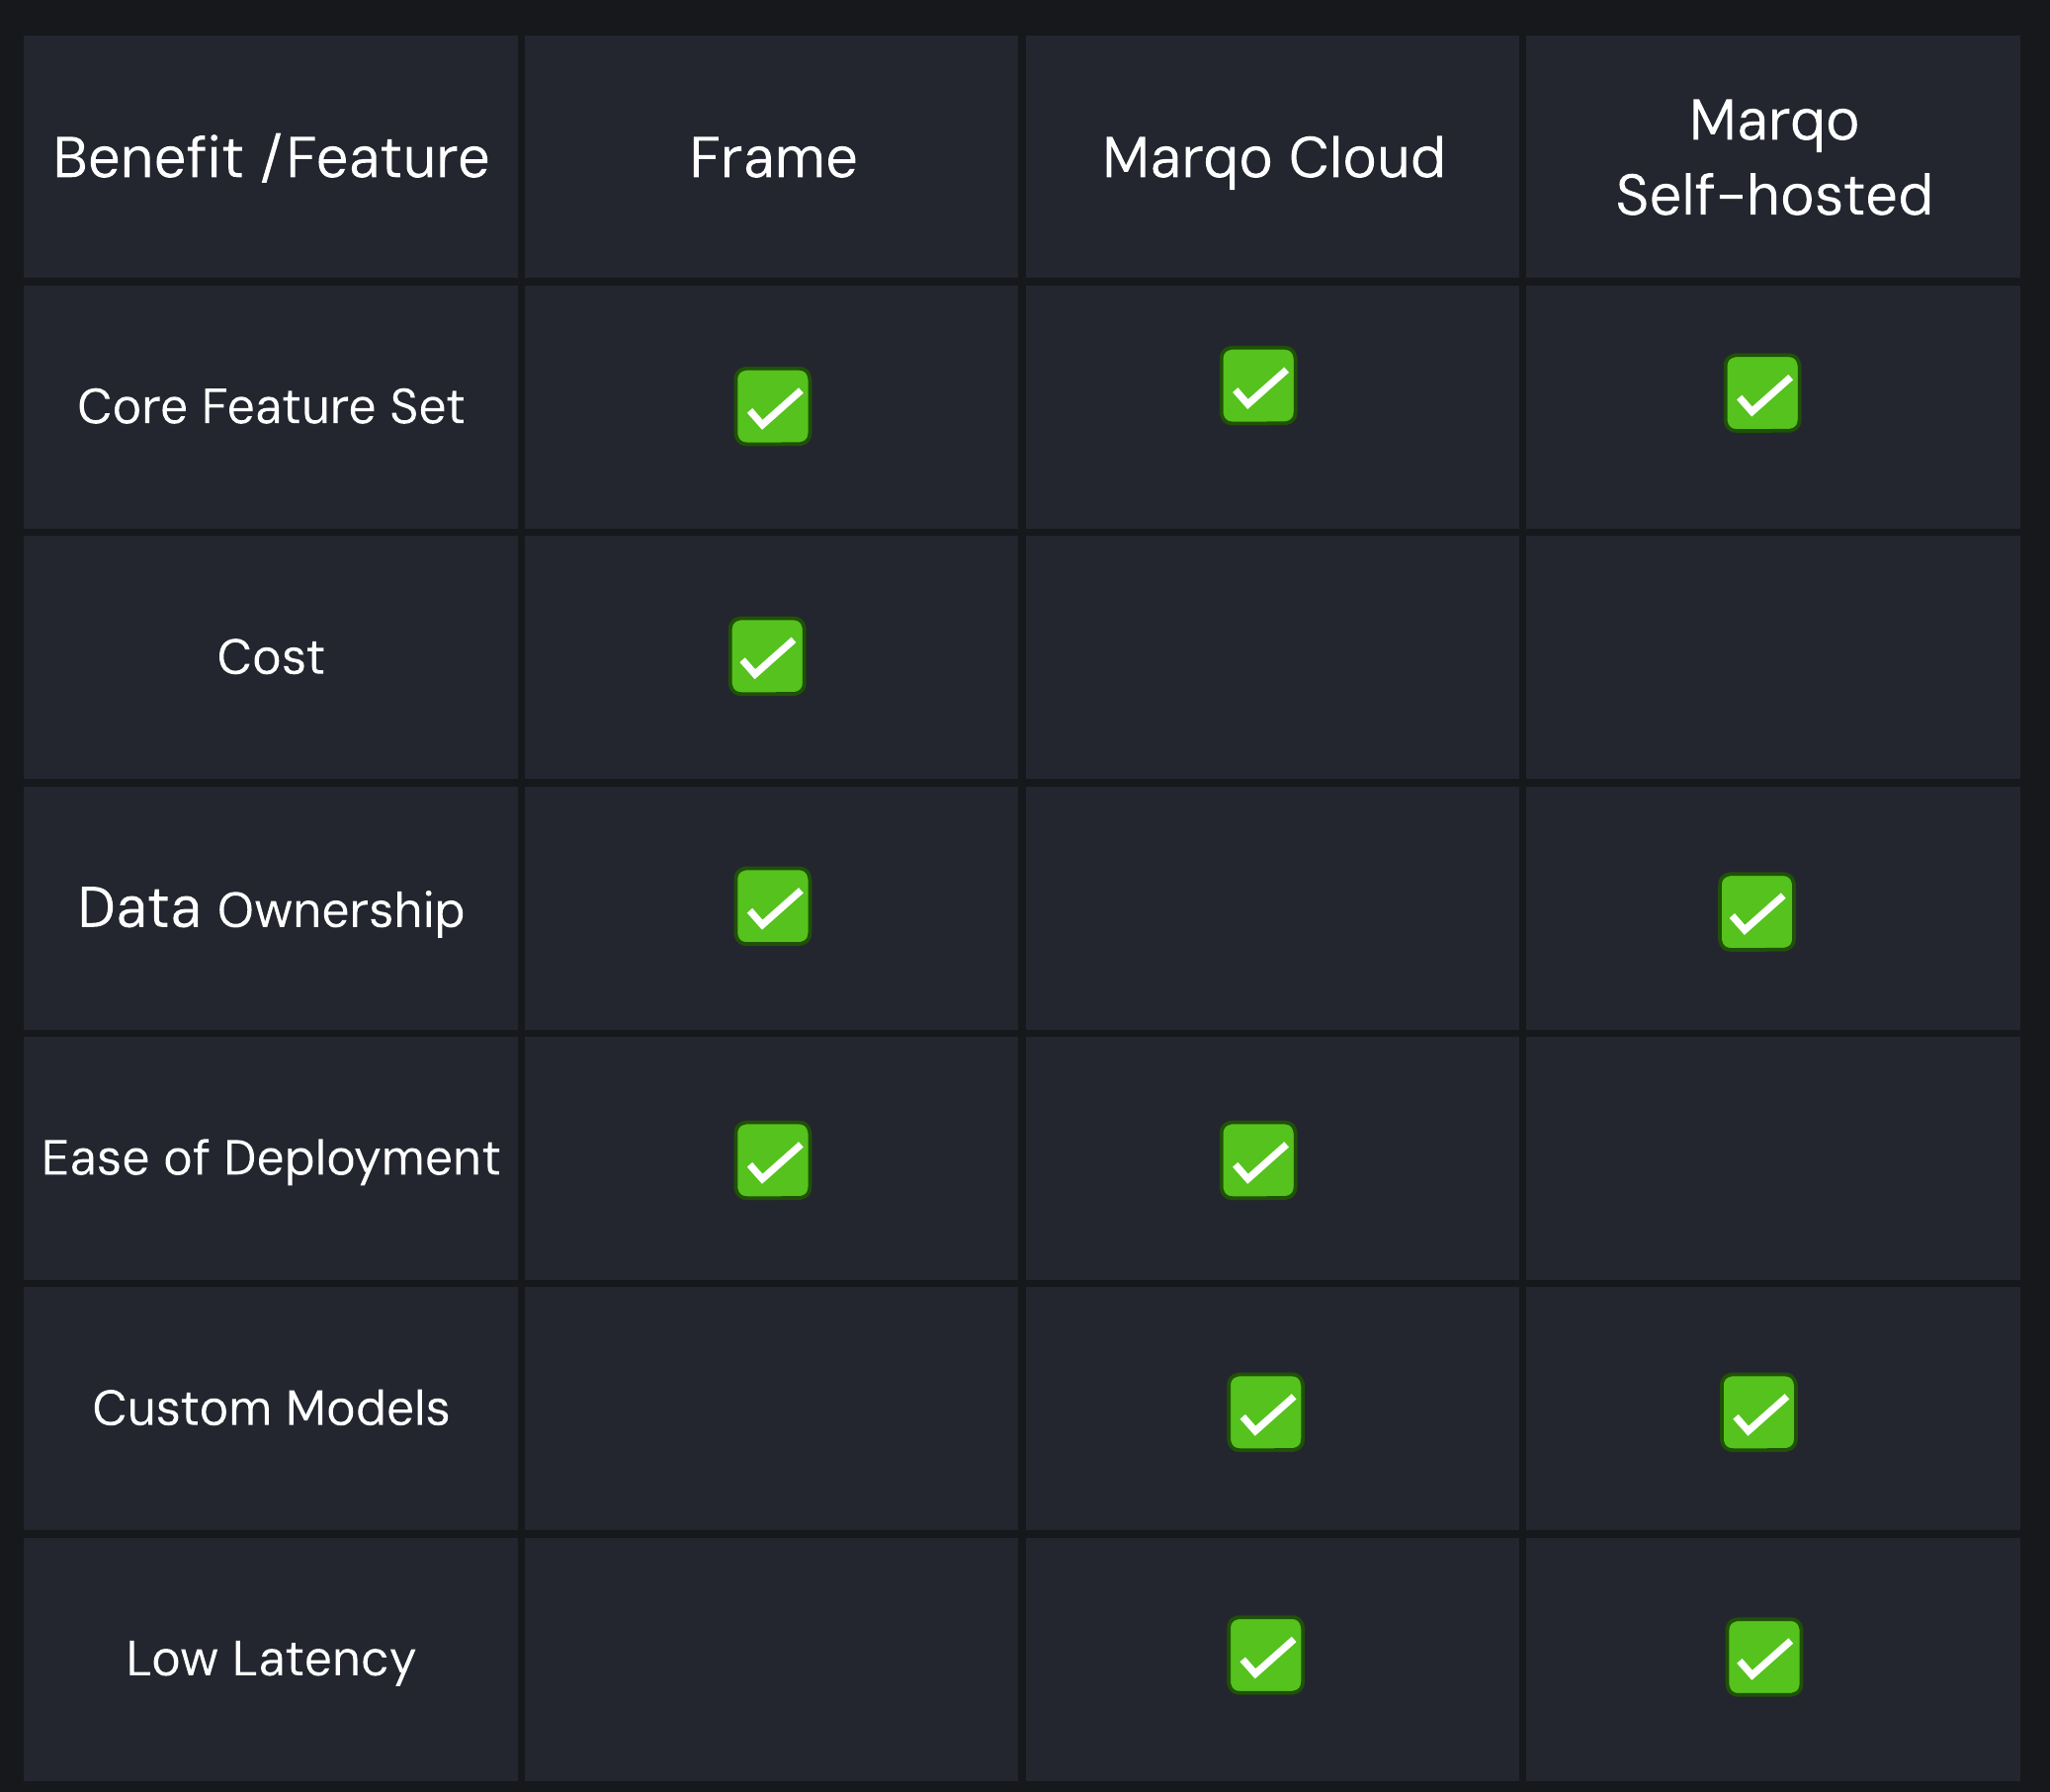 Benefit /Feature
Frame
Marqo Cloud
Marqo
Self-hosted
Core Feature Set
Cost
Data Ownership
Ease of Deployment
Custom Models
Low Latency